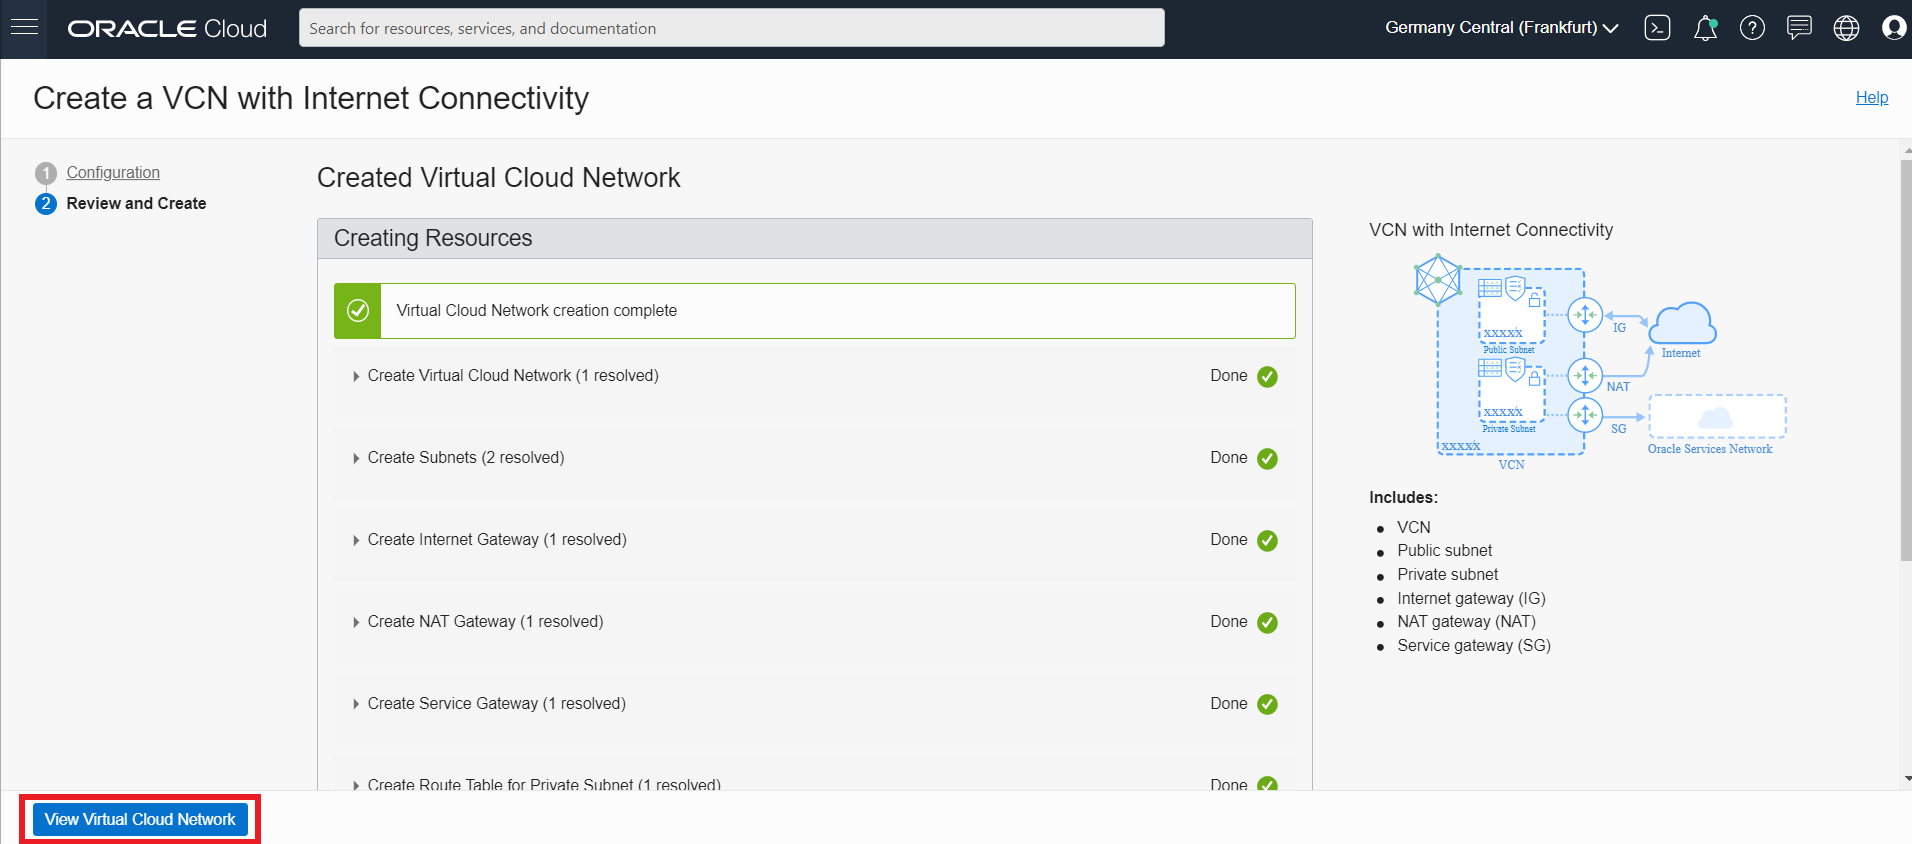 ORACLE Cloud
Search for resources, services, and documentation
Germany Central (Frankfurt)
Create a VCN with Internet Connectivity
Help
1 Configuration
2 Review and Create
Created Virtual Cloud Network
Creating Resources
Virtual Cloud Network creation complete
Create Virtual Cloud Network (1 resolved) Done
Create Subnets (2 resolved) Done
Create Internet Gateway (1 resolved) Done
Create NAT Gateway (1 resolved) Done
Create Service Gateway (1 resolved) Done
Create Route Table for Private Subnet (1 resolved) Done
VCN with Internet Connectivity
xxxx/x
Public Subnet
IG
Internet
NAT
xxxx/x
Private Subnet
SG
xxxx/x
Oracle Services Network
VCN
Includes:
VCN
Public subnet
Private subnet
Internet gateway (IG)
NAT gateway (NAT)
Service gateway (SG)
View Virtual Cloud Network